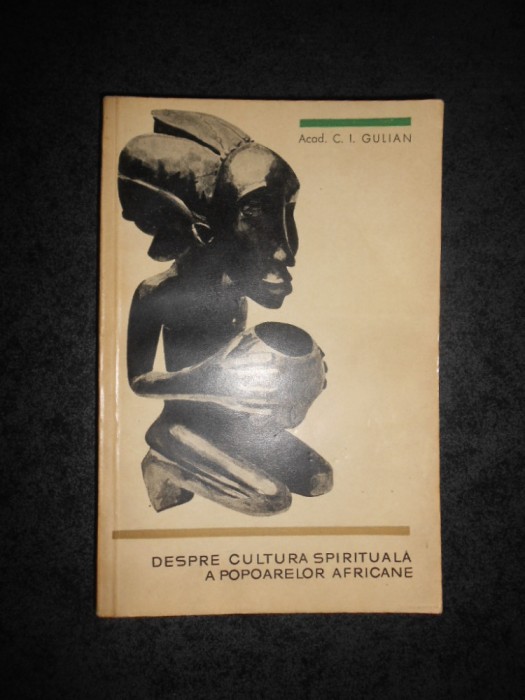 Acad. C. I. GULIAN
DESPRE CULTURA SPIRITUALĂ
A POPOARELOR AFRICANE